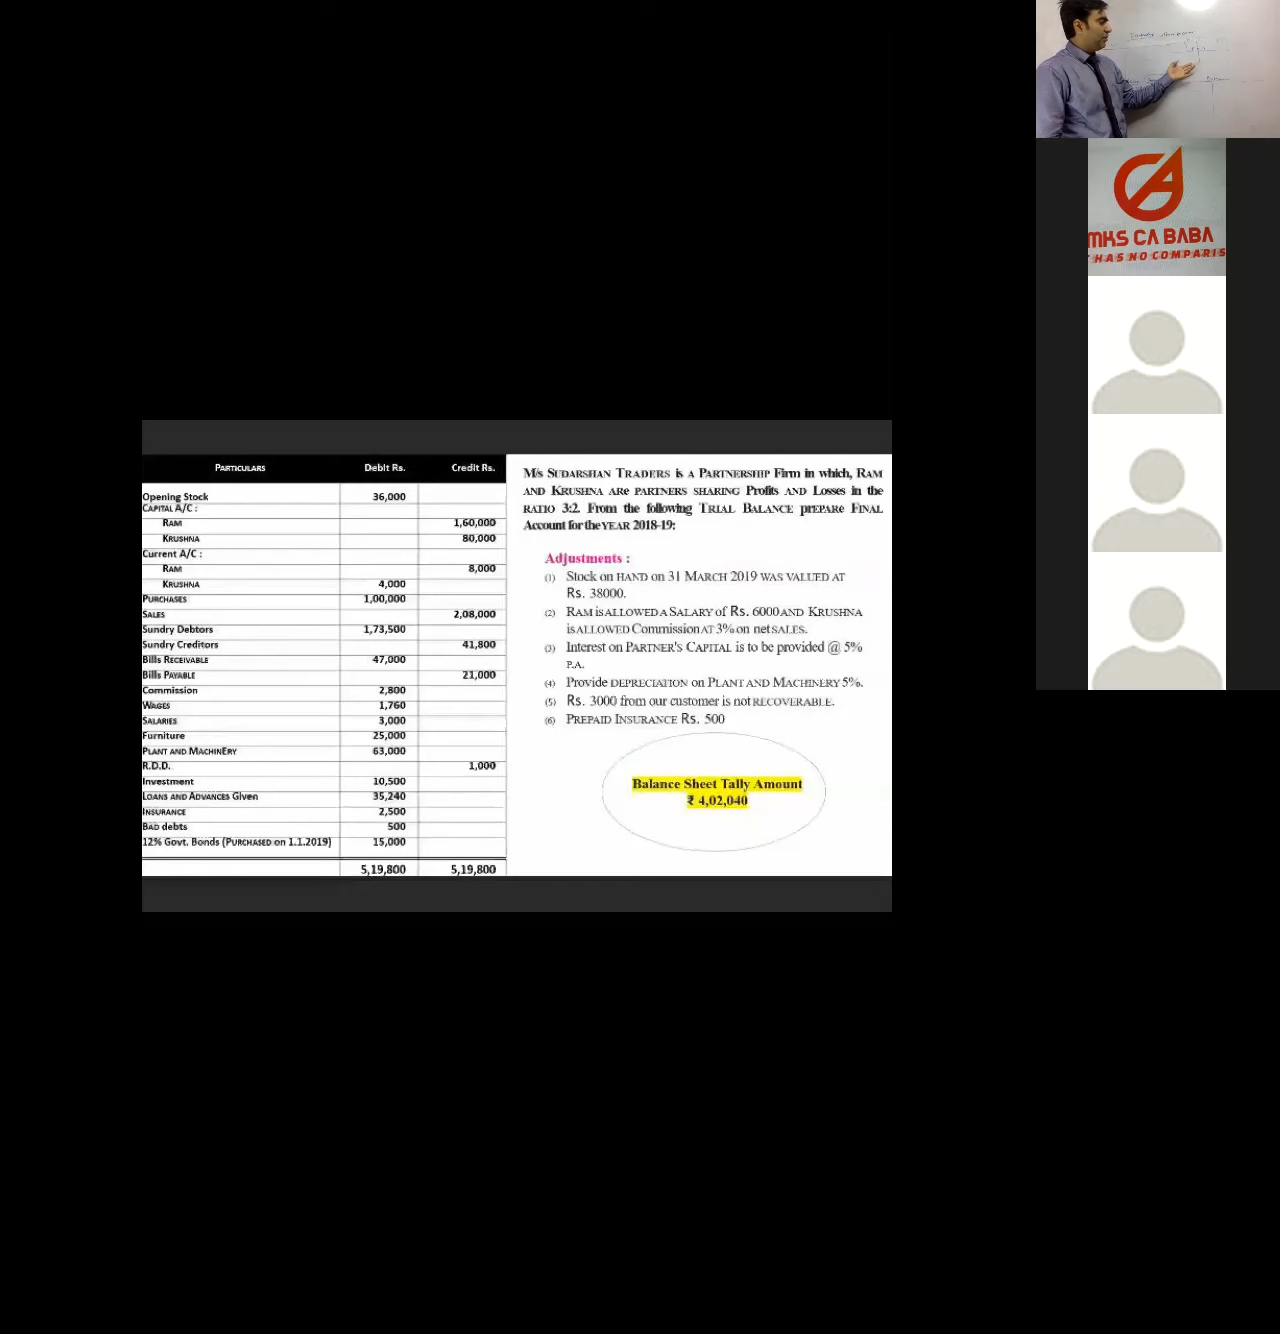 PARTICULARS Debit Rs. Credit Rs.
Opening Stock 36,000
CAPITAL A/C :
RAM 1,60,000
KRUSHNA 80,000
Current A/C :
RAM 8,000
KRUSHNA 4,000
PURCHASES 1,00,000
SALES 2,08,000
Sundry Debtors 1,73,500
Sundry Creditors 41,800
Bills RECEIVABLE 47,000
Bills PAYABLE 21,000
Commission 2,800
WAGES 1,760
SALARIES 3,000
Furniture 25,000
PLANT AND MACHINERY 63,000
R.D.D. 1,000
Investment 10,500
LOANS AND ADVANCES Given 35,240
INSURANCE 2,500
BAD debts 500
12% Govt. Bonds (PURCHASED on 1.1.2019) 15,000
5,19,800 5,19,800
M/s SUDARSHAN TRADERS is A PARTNERSHIP Firm in which, RAM
AND KRUSHNA ARe PARTNERS SHARING Profits AND Losses in the
RATIO 3:2. From the following TRIAL BALANCE prepare FINAL
Account for the YEAR 2018-19:
Adjustments :
(1) Stock on HAND on 31 MARCH 2019 WAS VALUED AT
Rs. 38000.
(2) RAM is ALLOWED A SALARY of Rs. 6000 AND KRUSHNA
is ALLOWED Commission AT 3% on net SALES.
(3) Interest on PARTNER'S CAPITAL is to be provided @ 5%
P.A.
(4) Provide DEPRECIATION on PLANT AND MACHINERY 5%.
(5) Rs. 3000 from our customer is not RECOVERABLE.
(6) PREPAID INSURANCE Rs. 500
Balance Sheet Tally Amount
₹ 4,02,040
MKS CA BABA
HAS NO COMPARIS